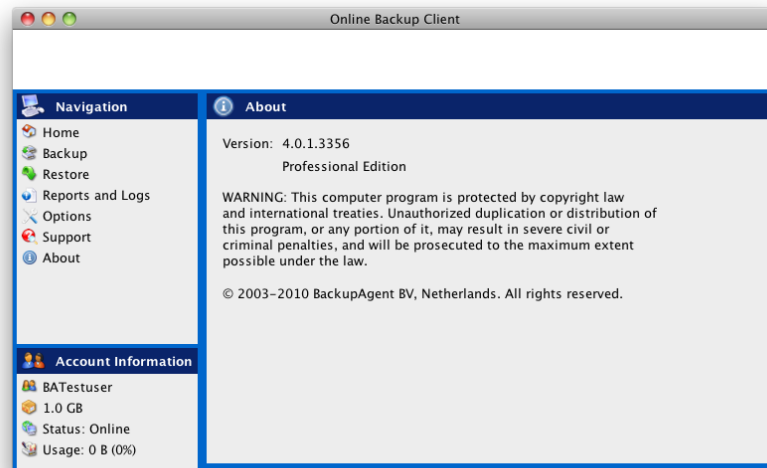 Online Backup Client
Navigation
Home
Backup
Restore
Reports and Logs
Options
Support
About
Account Information
BATestuser
1.0 GB
Status: Online
Usage: 0 B (0%)
About
Version: 4.0.1.3356
Professional Edition
WARNING: This computer program is protected by copyright law
and international treaties. Unauthorized duplication or distribution of
this program, or any portion of it, may result in severe civil or
criminal penalties, and will be prosecuted to the maximum extent
possible under the law.
© 2003-2010 BackupAgent BV, Netherlands. All rights reserved.